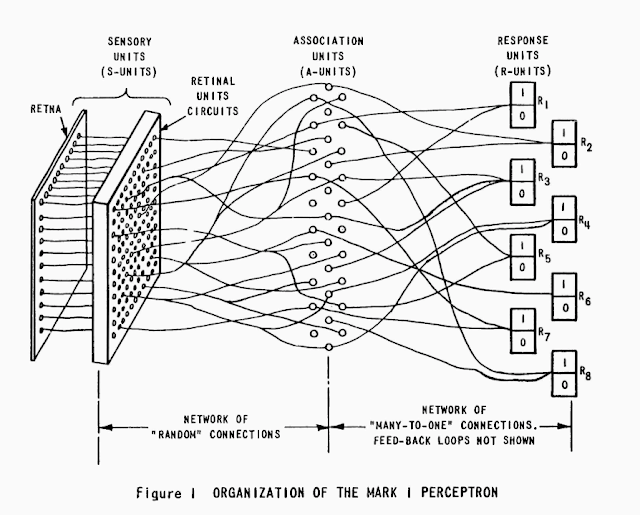 SENSORY
UNITS
(S-UNITS)
ASSOCIATION
UNITS
(A-UNITS)
RESPONSE
UNITS
(R-UNITS)
RETNA
RETINAL
UNITS
CIRCUITS
1
0
R1
1
0
R2
1
0
R3
1
0
R4
1
0
R5
1
0
R6
1
0
R7
1
0
R8
NETWORK OF
"RANDOM" CONNECTIONS
NETWORK OF
"MANY-TO-ONE" CONNECTIONS.
FEED-BACK LOOPS NOT SHOWN
Figure 1 ORGANIZATION OF THE MARK 1 PERCEPTRON